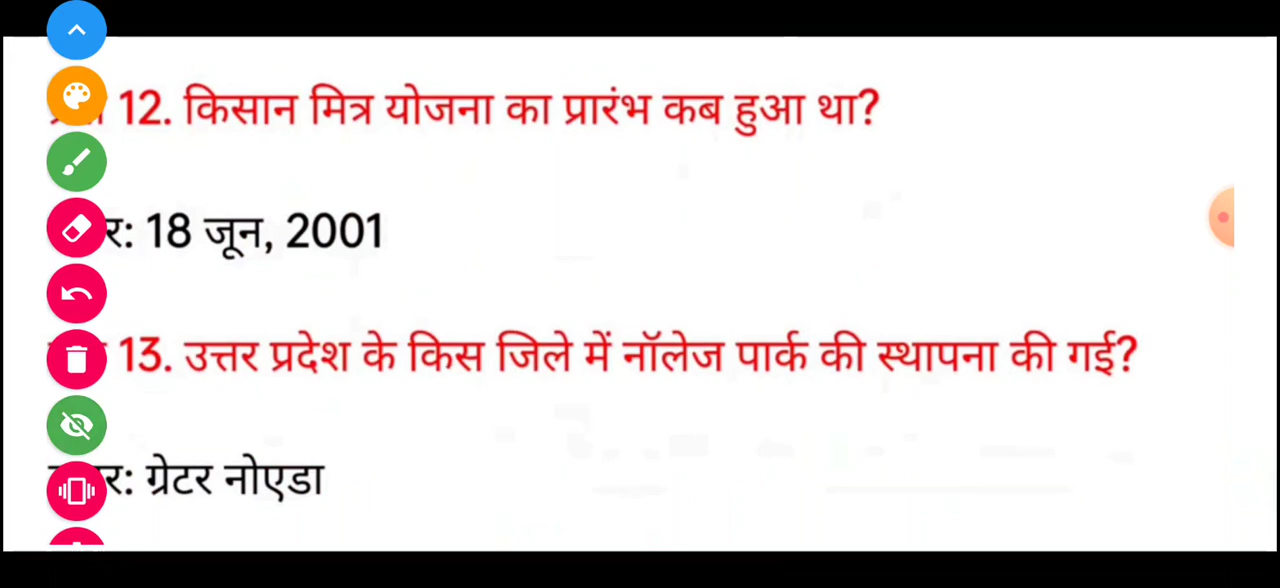 12. किसान मित्र योजना का प्रारंभ कब हुआ था?
र: 18 जून, 2001
13. उत्तर प्रदेश के किस जिले में नॉलेज पार्क की स्थापना की गई?
र: ग्रेटर नोएडा